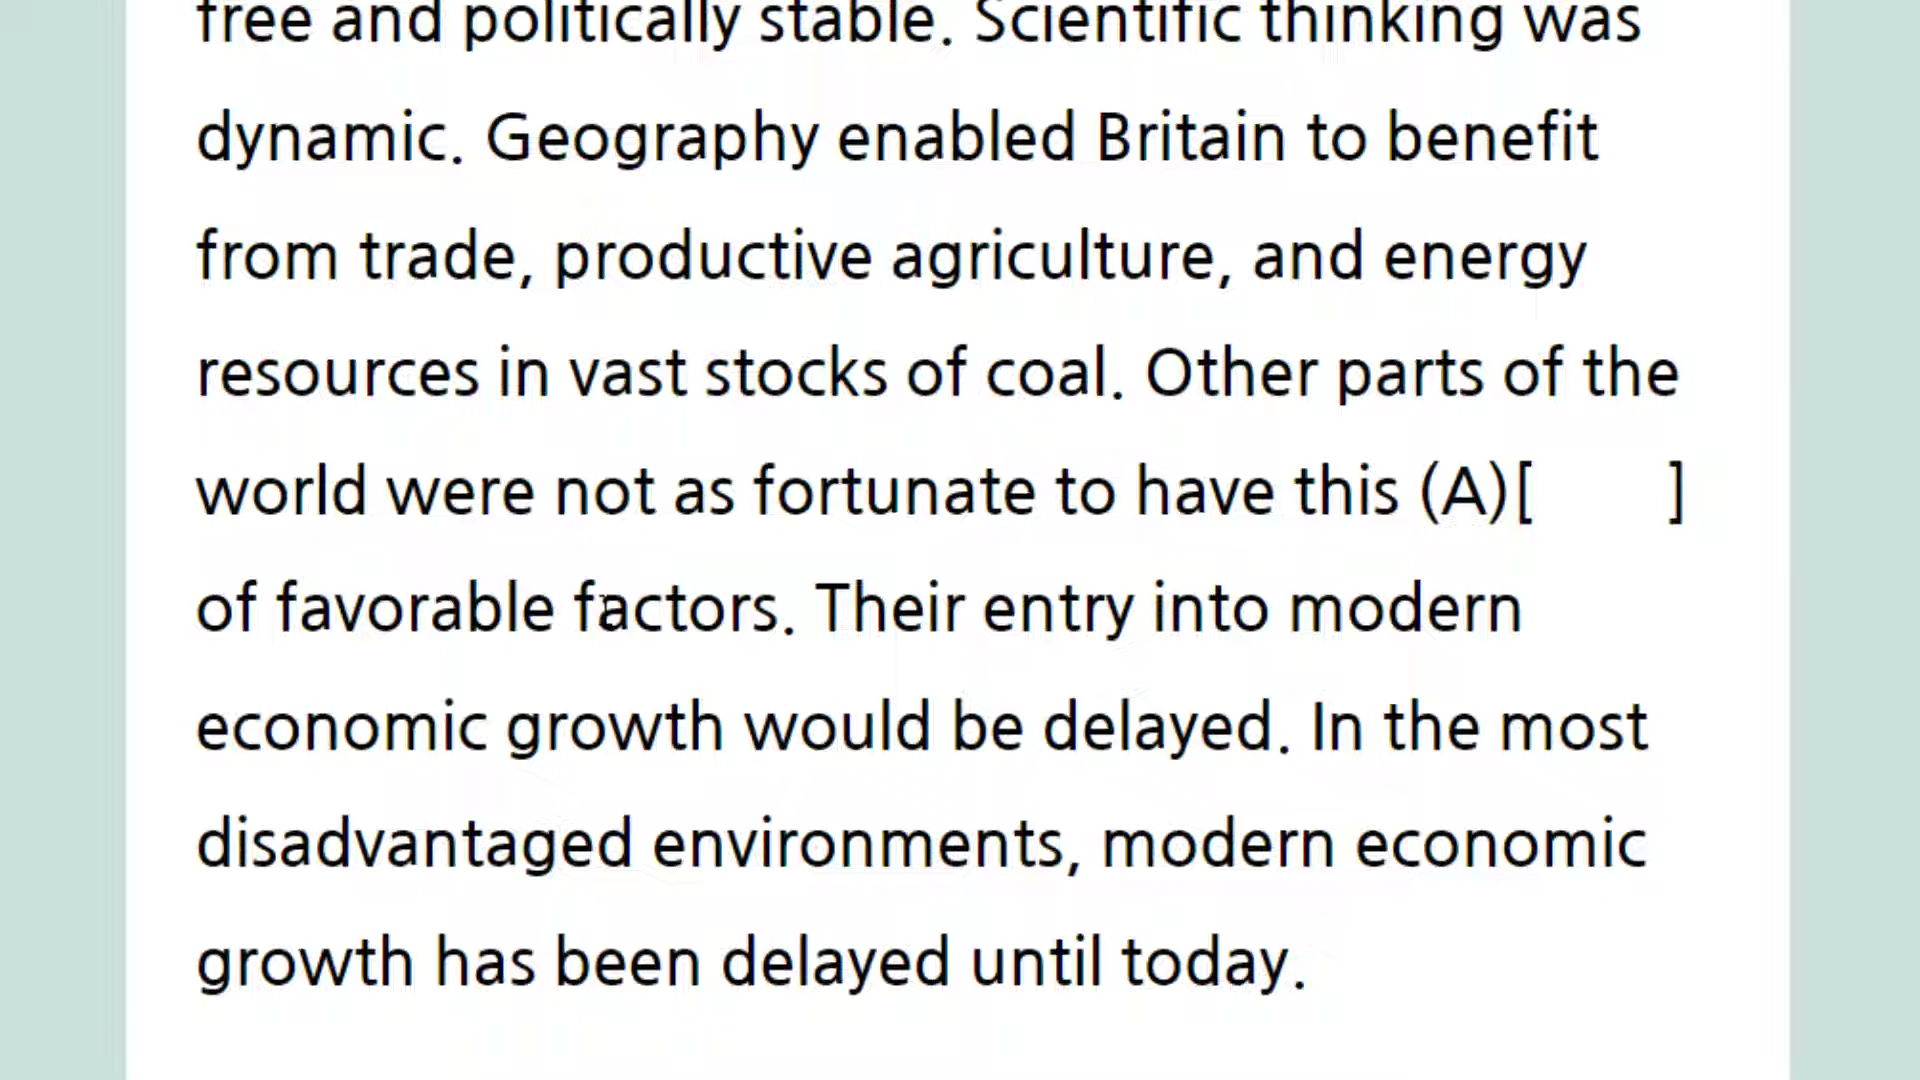 free and politically stable. Scientific thinking was
dynamic. Geography enabled Britain to benefit
from trade, productive agriculture, and energy
resources in vast stocks of coal. Other parts of the
world were not as fortunate to have this (A)[ ]
of favorable factors. Their entry into modern
economic growth would be delayed. In the most
disadvantaged environments, modern economic
growth has been delayed until today.